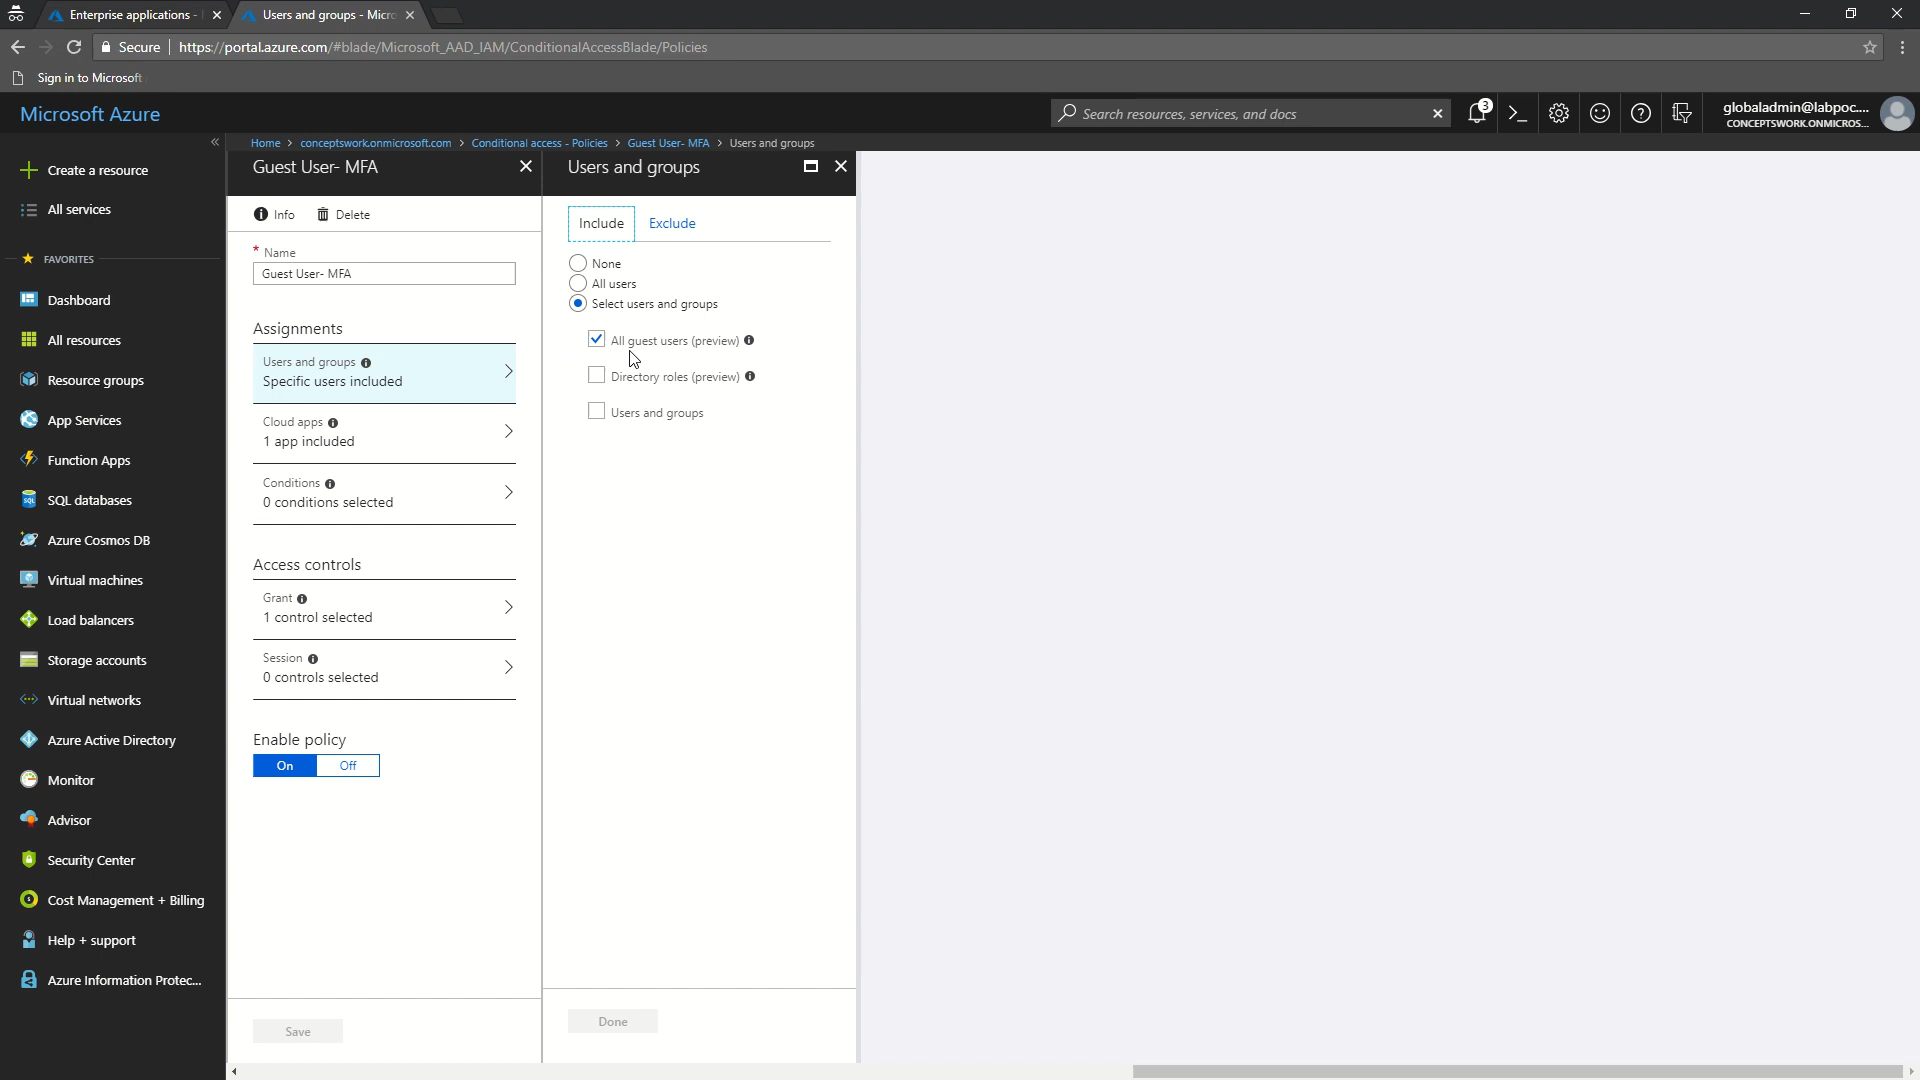 Enterprise applications -
Users and groups - Micro
Secure
https://portal.azure.com/#blade/Microsoft_AAD_IAM/ConditionalAccessBlade/Policies
Sign in to Microsoft
Microsoft Azure
Search resources, services, and docs
3
globaladmin@labpoc....
CONCEPTSWORK.ONMICROS...
Home > conceptswork.onmicrosoft.com > Conditional access - Policies > Guest User- MFA > Users and groups
Create a resource
All services
FAVORITES
Dashboard
All resources
Resource groups
App Services
Function Apps
SQL databases
Azure Cosmos DB
Virtual machines
Load balancers
Storage accounts
Virtual networks
Azure Active Directory
Monitor
Advisor
Security Center
Cost Management + Billing
Help + support
Azure Information Protec...
Guest User- MFA
Info
Delete
* Name
Guest User- MFA
Assignments
Users and groups
Specific users included
Cloud apps
1 app included
Conditions
0 conditions selected
Access controls
Grant
1 control selected
Session
0 controls selected
Enable policy
On
Off
Save
Users and groups
Include
Exclude
None
All users
Select users and groups
All guest users (preview)
Directory roles (preview)
Users and groups
Done